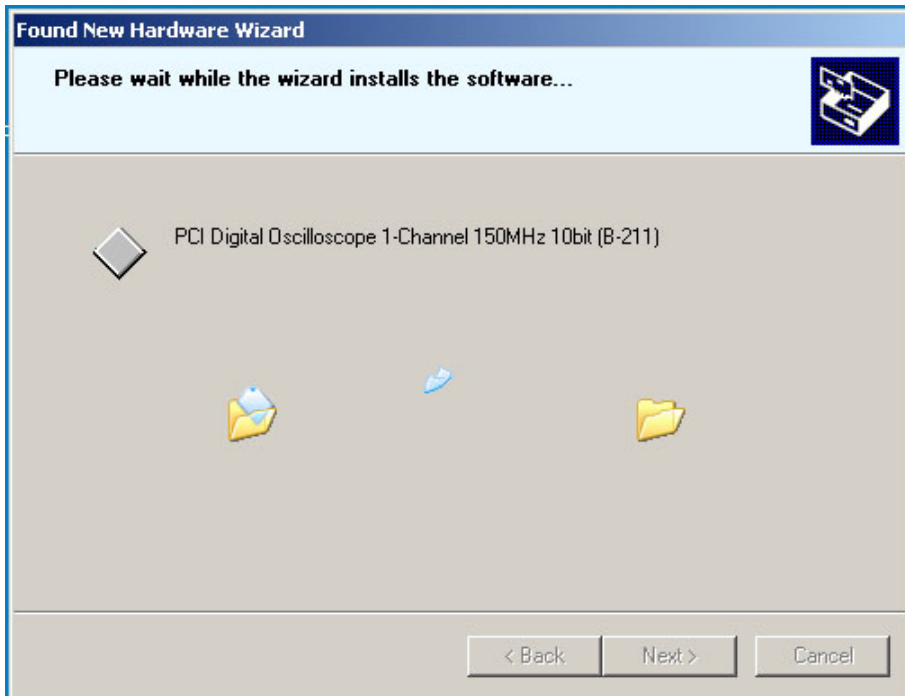 Found New Hardware Wizard
Please wait while the wizard installs the software...
PCI Digital Oscilloscope 1-Channel 150MHz 10bit (B-211)
< Back
Next >
Cancel